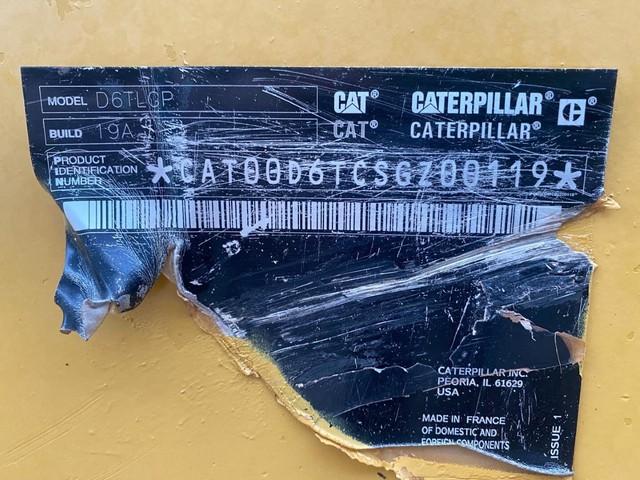 MODEL D6TLGP
BUILD 19A
CAT® CATERPILLAR® ®
CAT® CATERPILLAR®
PRODUCT
IDENTIFICATION
NUMBER
*CAT00D6TCSGZ00119*
CATERPILLAR INC.
PEORIA, IL 61629
USA
MADE IN FRANCE
OF DOMESTIC AND
FOREIGN COMPONENTS
ISSUE 1